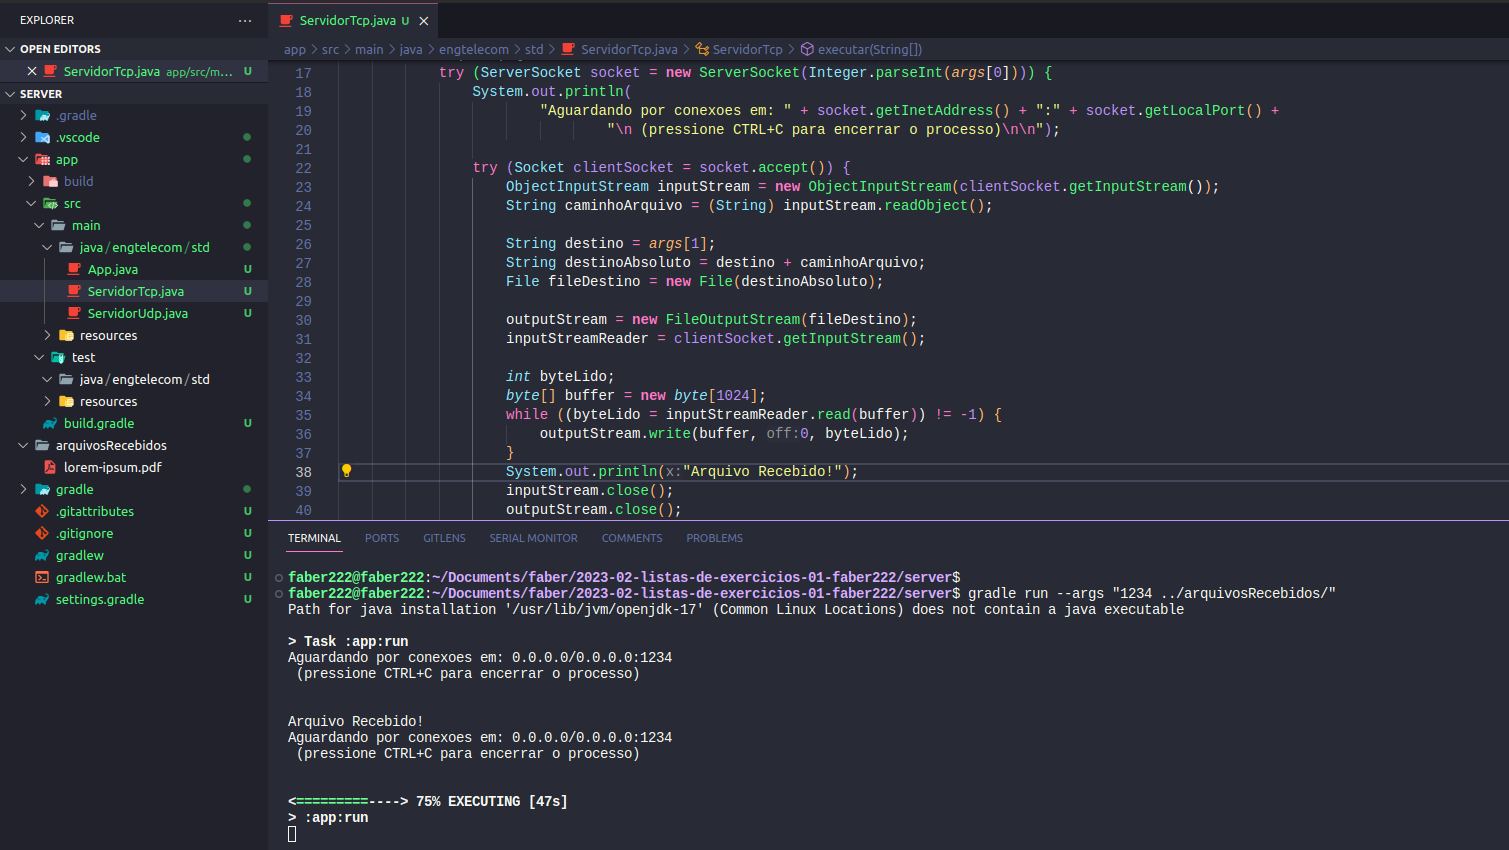 EXPLORER
···
OPEN EDITORS
ServidorTcp.java app/src/m... U
SERVER
.gradle
.vscode
app
build
src
main
java/engtelecom/std
App.java U
ServidorTcp.java U
ServidorUdp.java U
resources
test
java/engtelecom/std
resources
build.gradle U
arquivosRecebidos
lorem-ipsum.pdf
gradle
.gitattributes U
.gitignore U
gradlew U
gradlew.bat U
settings.gradle U
ServidorTcp.java U
app > src > main > java > engtelecom > std > ServidorTcp.java > ServidorTcp > executar(String[])
17 try (ServerSocket socket = new ServerSocket(Integer.parseInt(args[0]))) {
18 System.out.println(
19 "Aguardando por conexoes em: " + socket.getInetAddress() + ":" + socket.getLocalPort() +
20 "\n (pressione CTRL+C para encerrar o processo)\n\n");
21
22 try (Socket clientSocket = socket.accept()) {
23 ObjectInputStream inputStream = new ObjectInputStream(clientSocket.getInputStream());
24 String caminhoArquivo = (String) inputStream.readObject();
25
26 String destino = args[1];
27 String destinoAbsoluto = destino + caminhoArquivo;
28 File fileDestino = new File(destinoAbsoluto);
29
30 outputStream = new FileOutputStream(fileDestino);
31 inputStreamReader = clientSocket.getInputStream();
32
33 int byteLido;
34 byte[] buffer = new byte[1024];
35 while ((byteLido = inputStreamReader.read(buffer)) != -1) {
36 outputStream.write(buffer, off:0, byteLido);
37 }
38 System.out.println(x:"Arquivo Recebido!");
39 inputStream.close();
40 outputStream.close();
TERMINAL PORTS GITLENS SERIAL MONITOR COMMENTS PROBLEMS
faber222@faber222:~/Documents/faber/2023-02-listas-de-exercicios-01-faber222/server$
faber222@faber222:~/Documents/faber/2023-02-listas-de-exercicios-01-faber222/server$ gradle run --args "1234 ../arquivosRecebidos/"
Path for java installation '/usr/lib/jvm/openjdk-17' (Common Linux Locations) does not contain a java executable
> Task :app:run
Aguardando por conexoes em: 0.0.0.0/0.0.0.0:1234
(pressione CTRL+C para encerrar o processo)
Arquivo Recebido!
Aguardando por conexoes em: 0.0.0.0/0.0.0.0:1234
(pressione CTRL+C para encerrar o processo)
<=========----> 75% EXECUTING [47s]
> :app:run